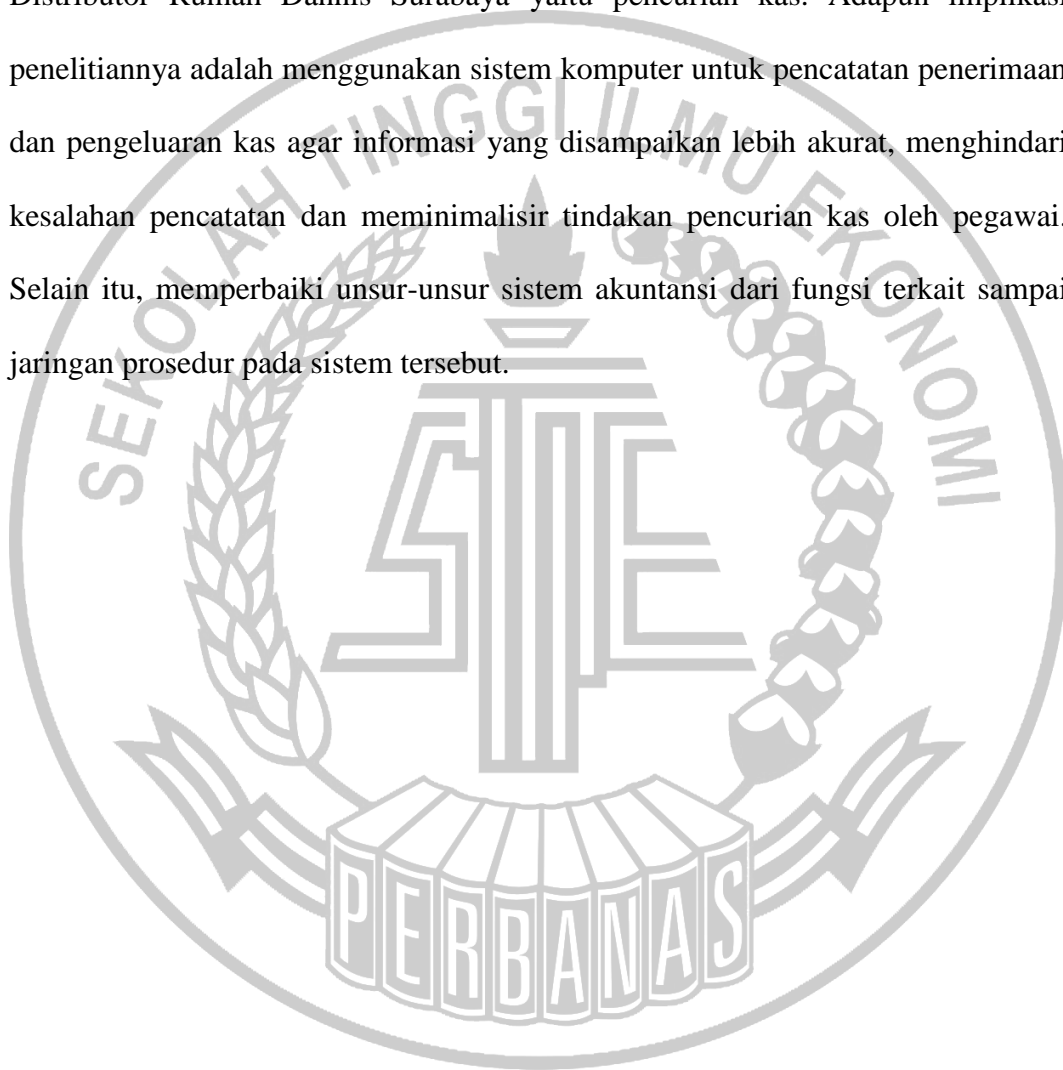 Distributor Rumah Dannis Surabaya yaitu pencurian kas. Adapun implikasi
penelitiannya adalah menggunakan sistem komputer untuk pencatatan penerimaan
dan pengeluaran kas agar informasi yang disampaikan lebih akurat, menghindari
kesalahan pencatatan dan meminimalisir tindakan pencurian kas oleh pegawai.
Selain itu, memperbaiki unsur-unsur sistem akuntansi dari fungsi terkait sampai
jaringan prosedur pada sistem tersebut.
SEKOLAH TINGGI ILMU EKONOMI
STIE
PERBANAS